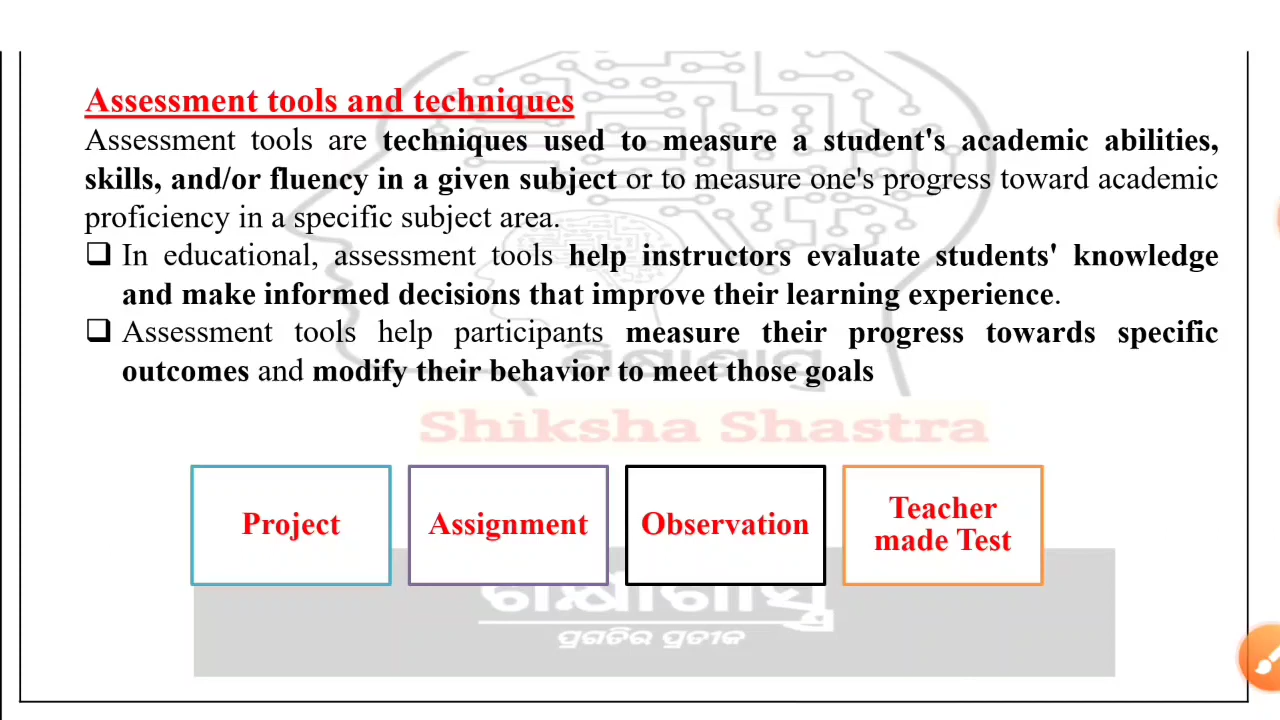 Assessment tools and techniques
Assessment tools are techniques used to measure a student's academic abilities,
skills, and/or fluency in a given subject or to measure one's progress toward academic
proficiency in a specific subject area.
❑ In educational, assessment tools help instructors evaluate students' knowledge
and make informed decisions that improve their learning experience.
❑ Assessment tools help participants measure their progress towards specific
outcomes and modify their behavior to meet those goals
Shiksha Shastra
Project
Assignment
Observation
Teacher
made Test
ପ୍ରଗତିର ପ୍ରତୀକ